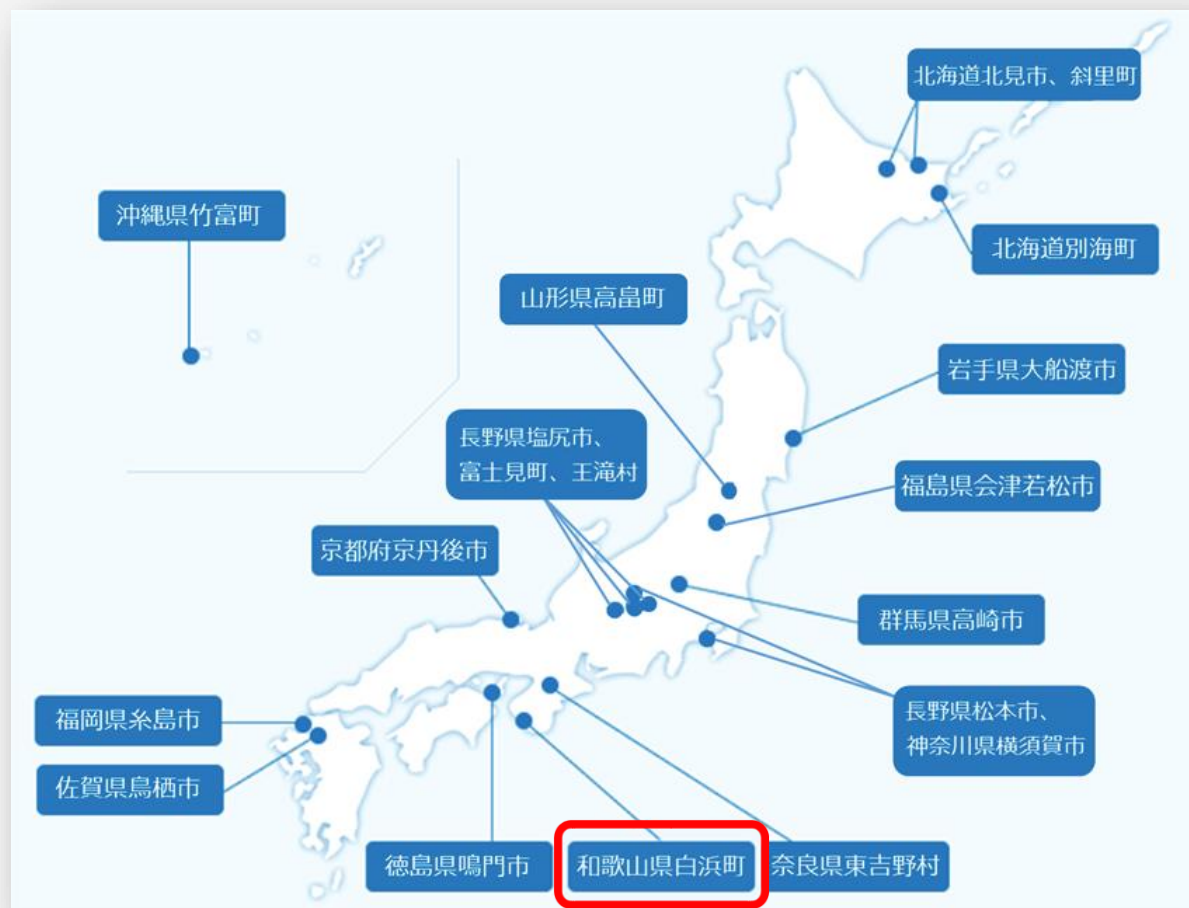 北海道北見市、斜里町
沖縄県竹富町
北海道別海町
山形県高畠町
岩手県大船渡市
長野県塩尻市、
富士見町、王滝村
福島県会津若松市
京都府京丹後市
群馬県高崎市
福岡県糸島市
長野県松本市、
神奈川県横須賀市
佐賀県鳥栖市
徳島県鳴門市
和歌山県白浜町
奈良県東吉野村